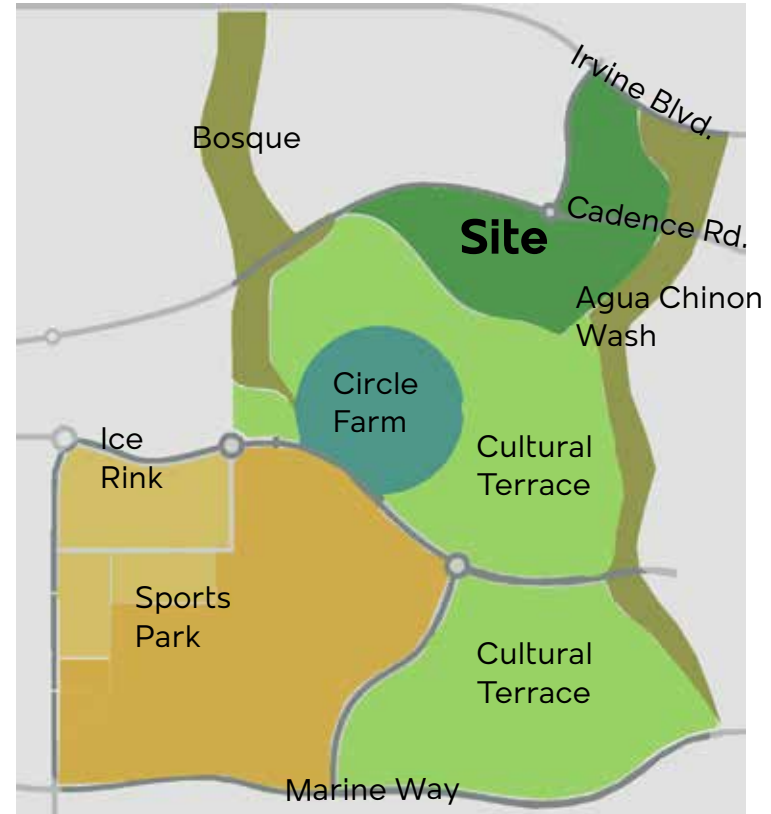 Irvine Blvd.
Bosque
Cadence Rd.
Site
Agua Chinon
Wash
Circle
Farm
Ice
Rink
Cultural
Terrace
Sports
Park
Cultural
Terrace
Marine Way